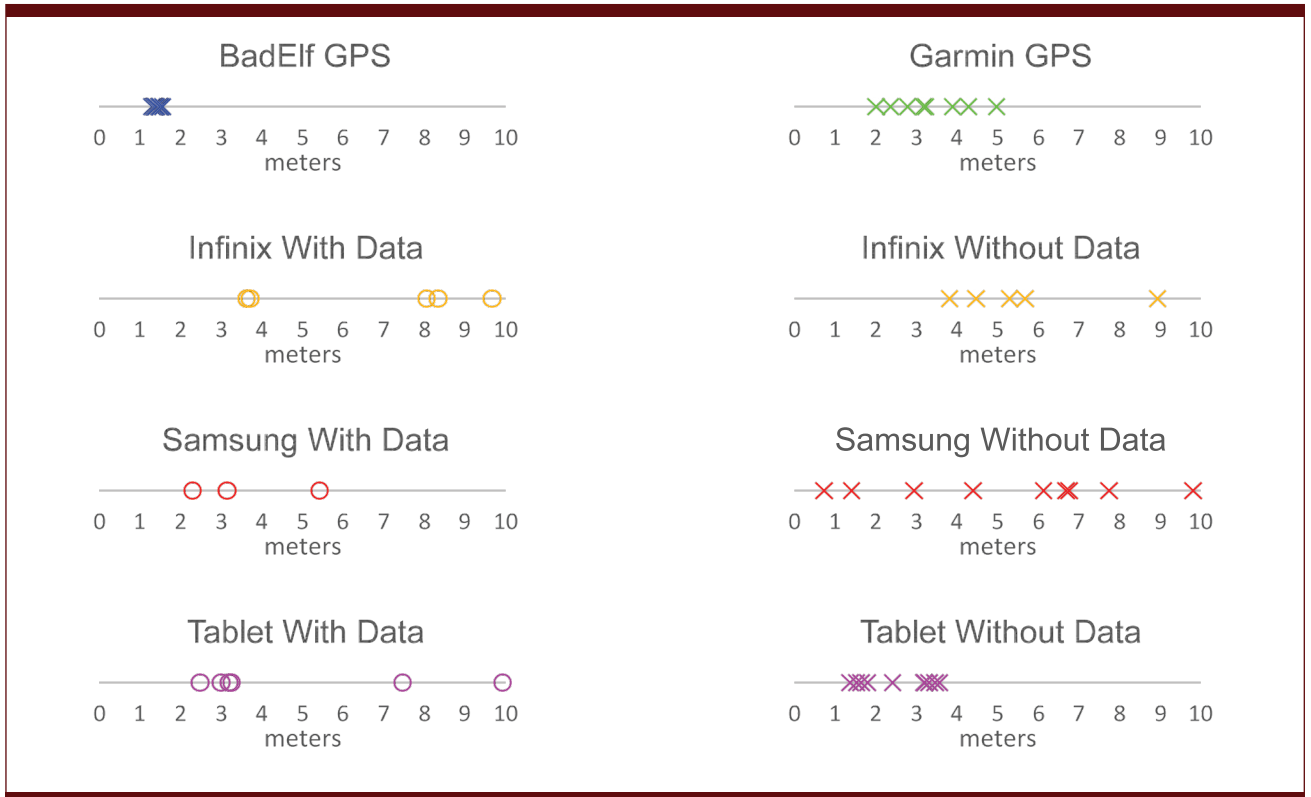 BadElf GPS
0 1 2 3 4 5 6 7 8 9 10
meters
Garmin GPS
0 1 2 3 4 5 6 7 8 9 10
meters
Infinix With Data
0 1 2 3 4 5 6 7 8 9 10
meters
Infinix Without Data
0 1 2 3 4 5 6 7 8 9 10
meters
Samsung With Data
0 1 2 3 4 5 6 7 8 9 10
meters
Samsung Without Data
0 1 2 3 4 5 6 7 8 9 10
meters
Tablet With Data
0 1 2 3 4 5 6 7 8 9 10
meters
Tablet Without Data
0 1 2 3 4 5 6 7 8 9 10
meters